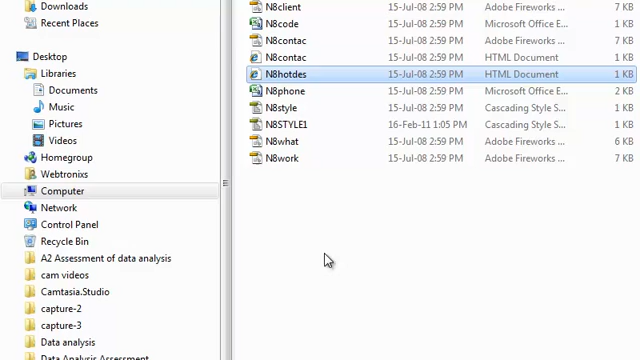 Downloads
Recent Places
Desktop
Libraries
Documents
Music
Pictures
Videos
Homegroup
Webtronixs
Computer
Network
Control Panel
Recycle Bin
A2 Assessment of data analysis
cam videos
Camtasia.Studio
capture-2
capture-3
Data analysis
Data Analysis Assessment
N8client 15-Jul-08 2:59 PM Adobe Fireworks ... 7 KB
N8code 15-Jul-08 2:59 PM Microsoft Office E... 1 KB
N8contac 15-Jul-08 2:59 PM Adobe Fireworks ... 7 KB
N8contac 15-Jul-08 2:59 PM HTML Document 1 KB
N8hotdes 15-Jul-08 2:59 PM HTML Document 1 KB
N8phone 15-Jul-08 2:59 PM Microsoft Office E... 2 KB
N8style 15-Jul-08 2:59 PM Cascading Style S... 1 KB
N8STYLE1 16-Feb-11 1:05 PM Cascading Style S... 1 KB
N8what 15-Jul-08 2:59 PM Adobe Fireworks ... 6 KB
N8work 15-Jul-08 2:59 PM Adobe Fireworks ... 7 KB